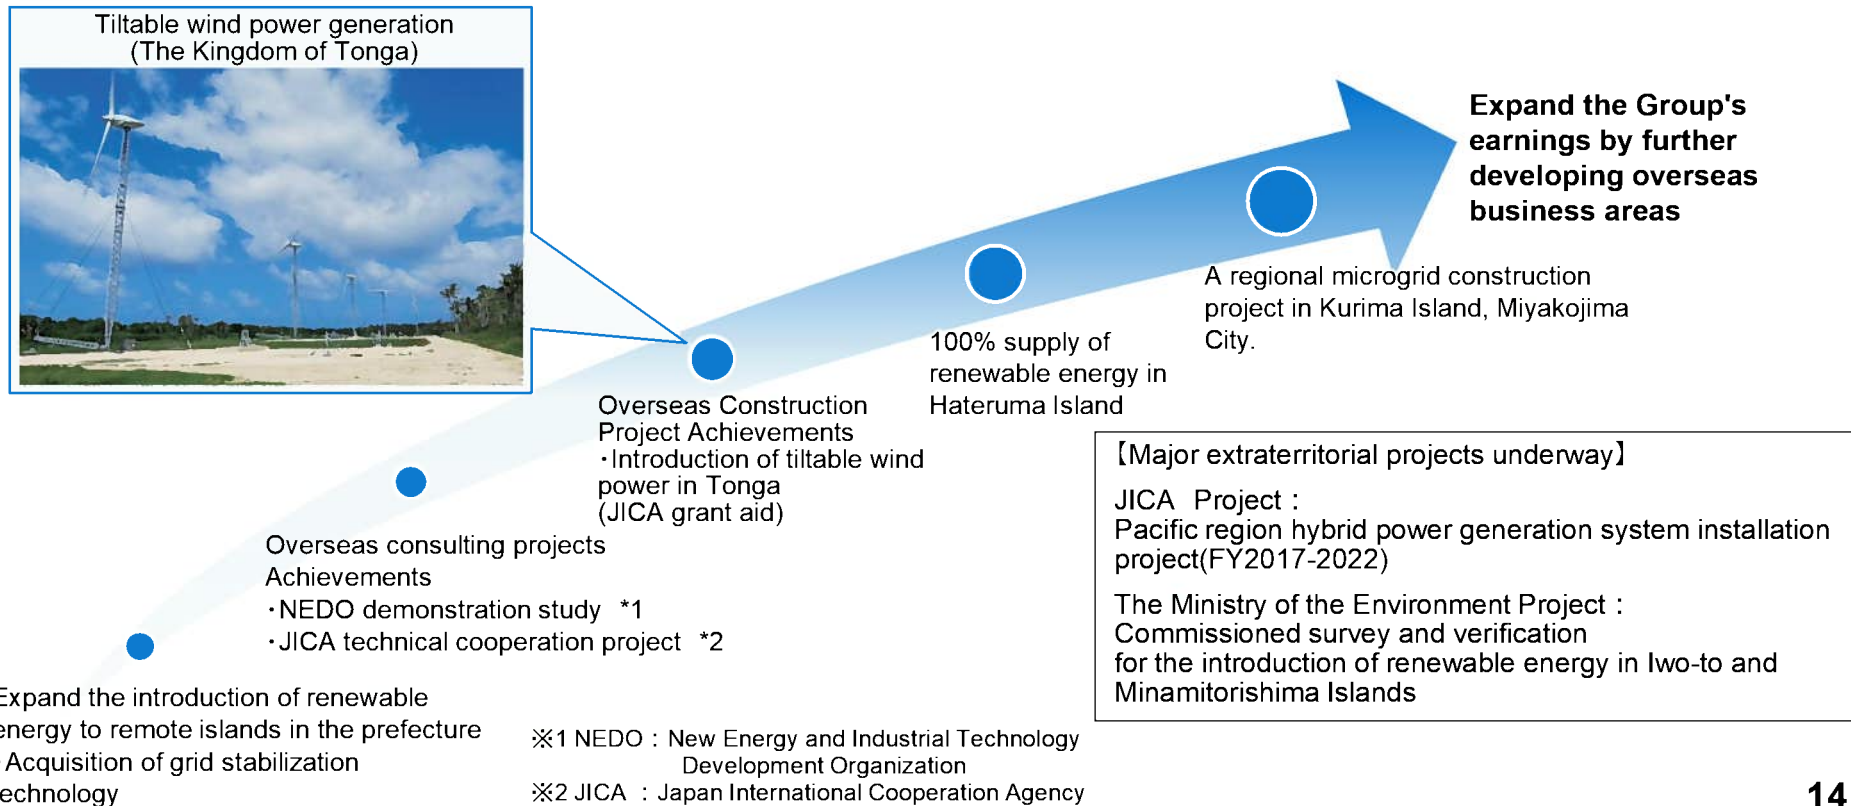 Tiltable wind power generation
(The Kingdom of Tonga)
Expand the Group's
earnings by further
developing overseas
business areas
A regional microgrid construction
project in Kurima Island, Miyakojima
City.
100% supply of
renewable energy in
Hateruma Island
Overseas Construction
Project Achievements
・Introduction of tiltable wind
power in Tonga
(JICA grant aid)
Overseas consulting projects
Achievements
・NEDO demonstration study *1
・JICA technical cooperation project *2
Expand the introduction of renewable
energy to remote islands in the prefecture
Acquisition of grid stabilization
technology
【Major extraterritorial projects underway】
JICA Project：
Pacific region hybrid power generation system installation
project(FY2017-2022)
The Ministry of the Environment Project：
Commissioned survey and verification
for the introduction of renewable energy in Iwo-to and
Minamitorishima Islands
※1 NEDO：New Energy and Industrial Technology
Development Organization
※2 JICA ：Japan International Cooperation Agency
14